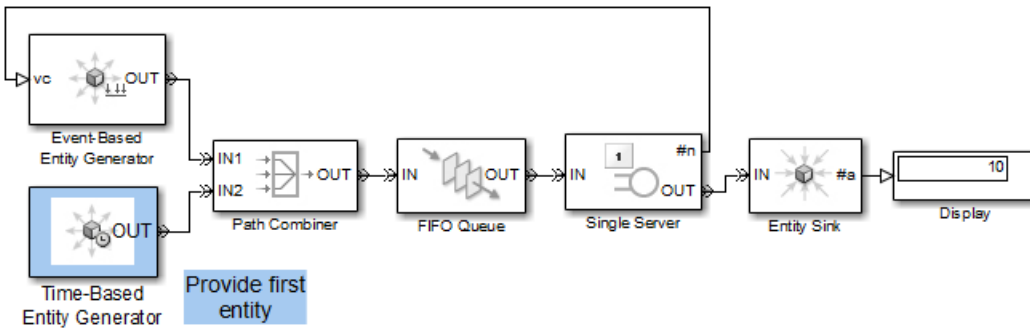 vc
OUT
Event-Based
Entity Generator
OUT
Time-Based
Entity Generator
Provide first
entity
IN1
IN2
OUT
Path Combiner
IN
OUT
FIFO Queue
IN
1
#n
OUT
Single Server
IN
#a
Entity Sink
10
Display